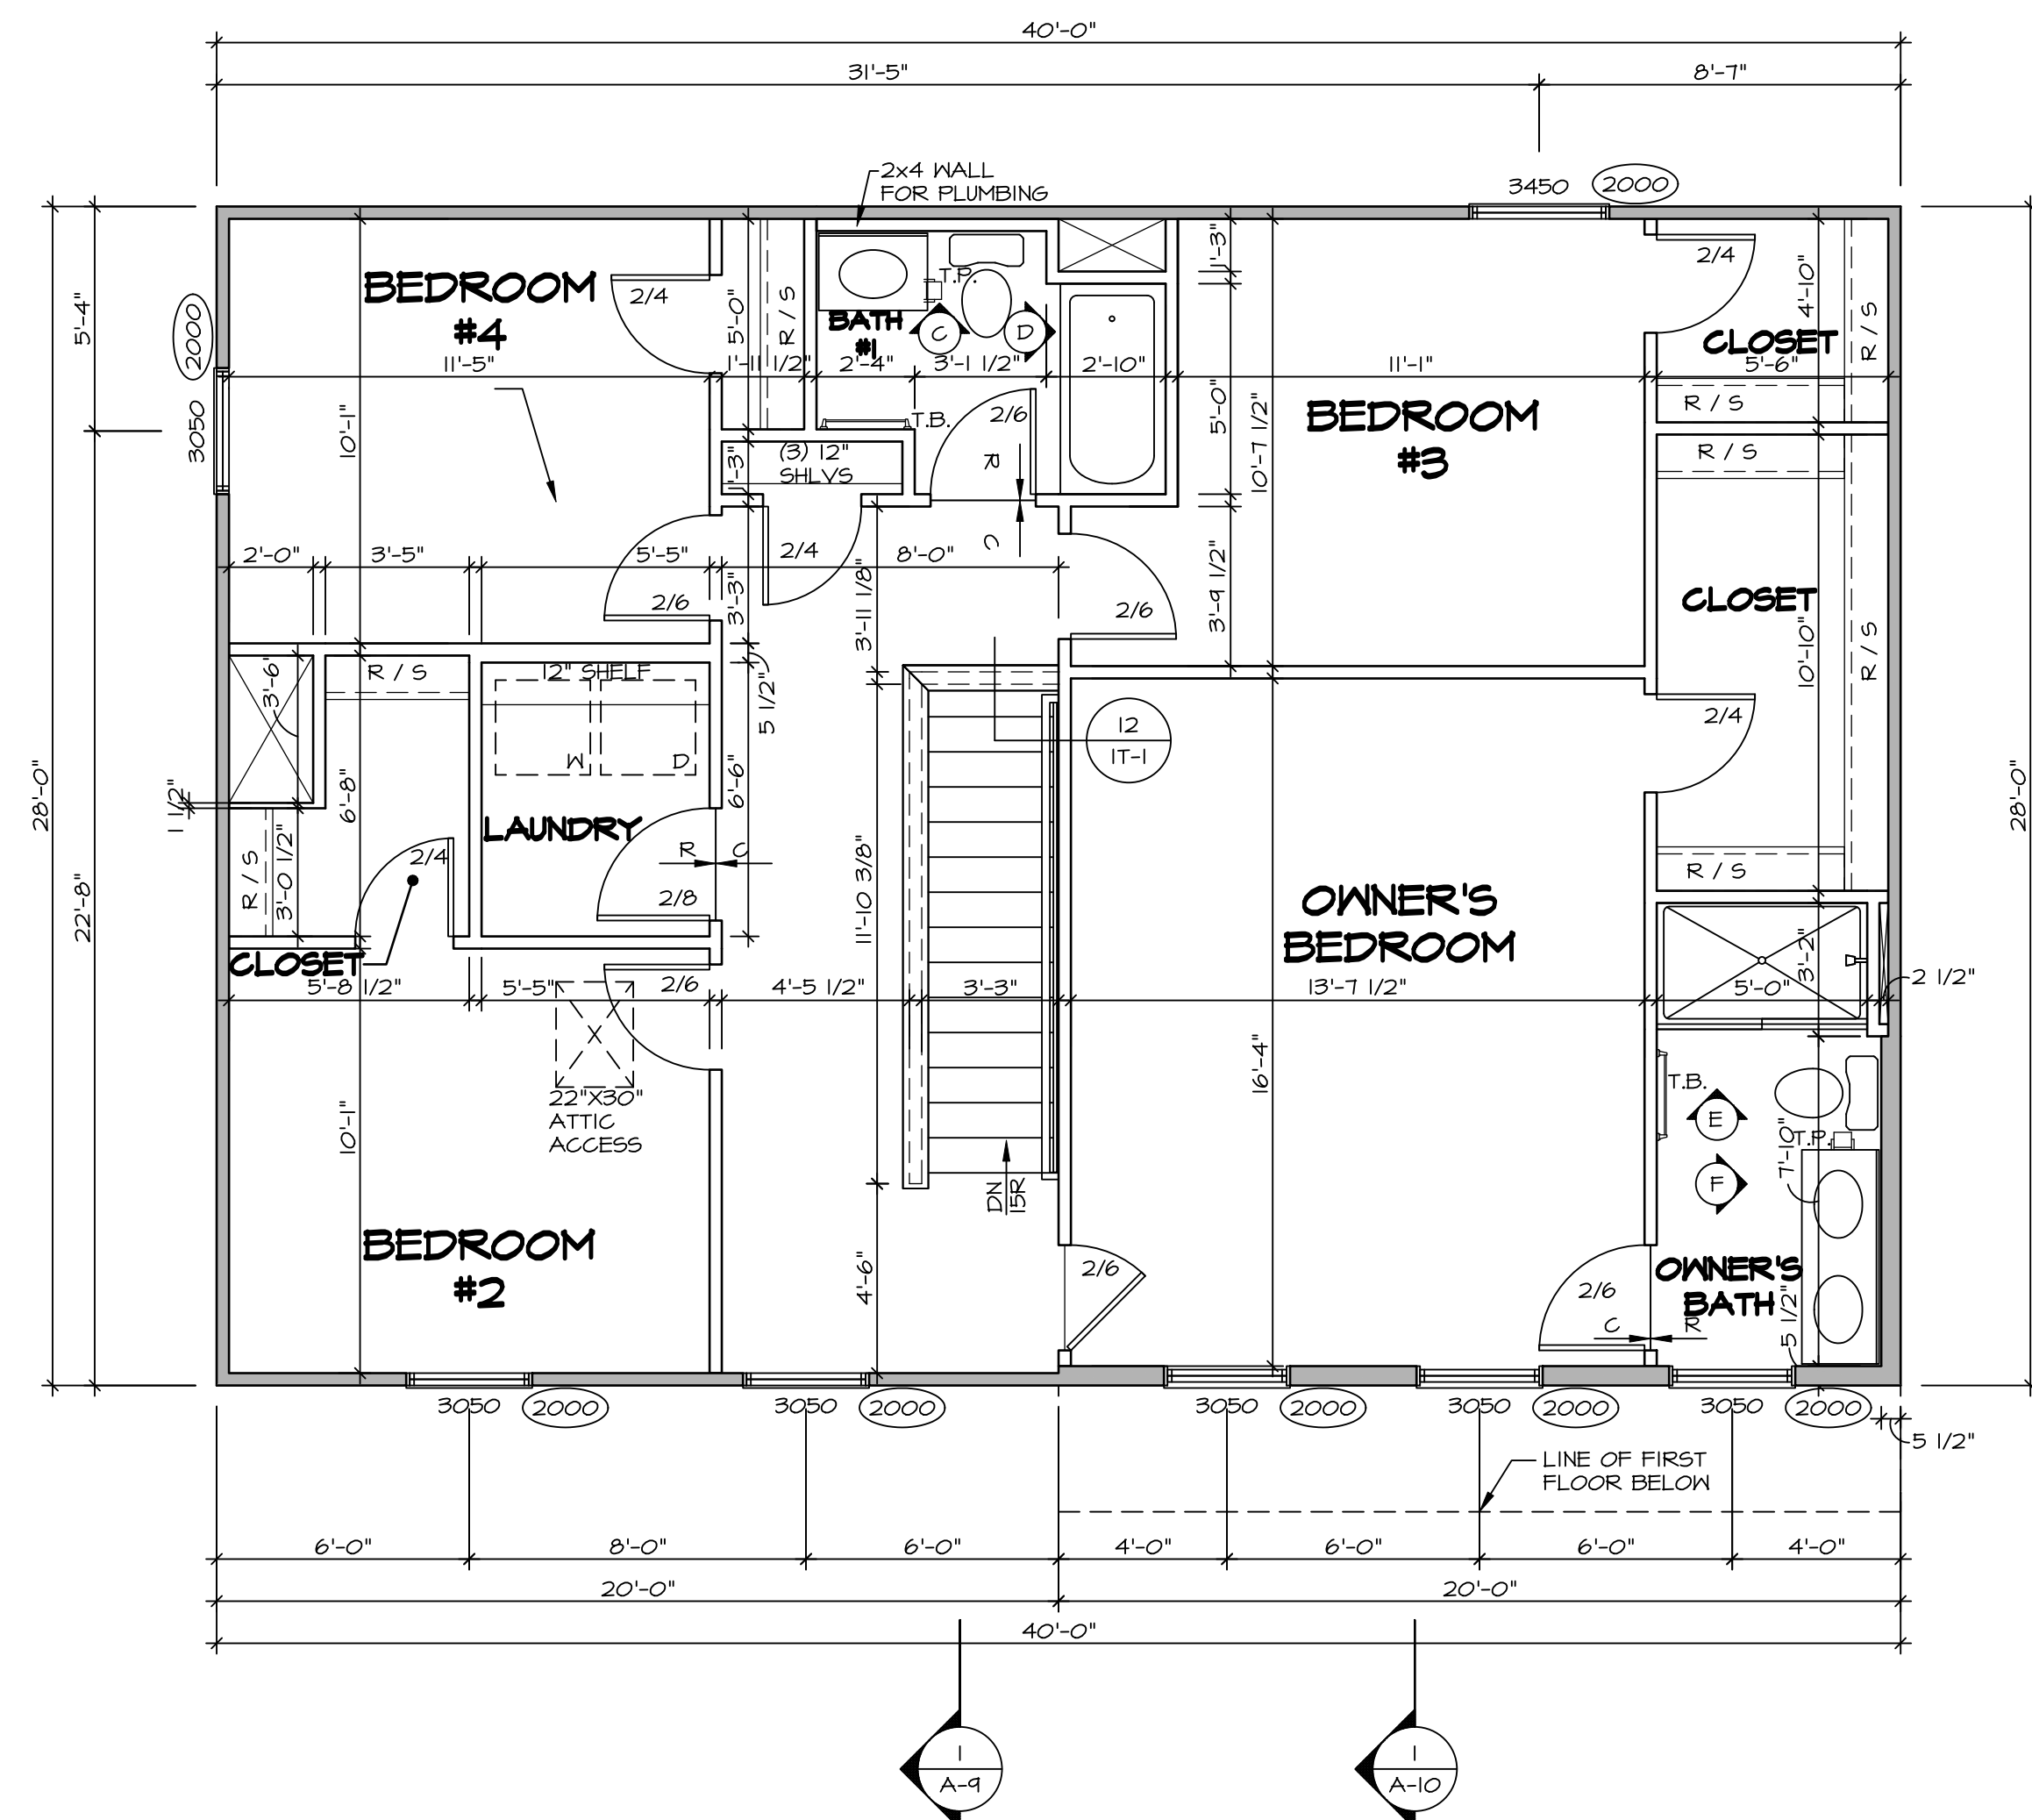 40'-0"
31'-5"
8'-7"
2x4 WALL
FOR PLUMBING
3450
2000
5'-4"
2000
3050
28'-0"
22'-8"
28'-0"
BEDROOM
#4
2/4
11'-5"
10'-1"
5'-0"
R / S
1'-11 1/2"
BATH
#1
T.P.
C
D
2'-4"
3'-1 1/2"
2'-10"
T.B.
2/6
R
C
(3) 12"
SHLVS
1'-3"
2/4
1'-3"
5'-0"
10'-7 1/2"
3'-9 1/2"
11'-1"
BEDROOM
#3
2/4
4'-10"
R / S
CLOSET
5'-6"
R / S
R / S
CLOSET
10'-10"
R / S
2/4
R / S
2'-0"
3'-5"
5'-5"
8'-0"
2/6
3'-3"
3'-11 1/8"
2/6
3'-6"
R / S
12" SHELF
5 1/2"
W
D
6'-8"
6'-6"
1 1/2"
LAUNDRY
R
C
2/8
2/4
R / S
3'-0 1/2"
11'-10 3/8"
12
1T-1
CLOSET
5'-8 1/2"
5'-5"
2/6
4'-5 1/2"
3'-3"
OWNER'S
BEDROOM
13'-7 1/2"
3'-2"
5'-0"
2 1/2"
22"X30"
ATTIC
ACCESS
10'-1"
16'-4"
T.B.
E
T.P.
7'-10"
F
DN
15R
BEDROOM
#2
4'-6"
2/6
2/6
OWNER'S
BATH
C
R
5 1/2"
3050
2000
3050
2000
3050
2000
3050
2000
3050
2000
5 1/2"
LINE OF FIRST
FLOOR BELOW
6'-0"
8'-0"
6'-0"
4'-0"
6'-0"
6'-0"
4'-0"
20'-0"
20'-0"
40'-0"
1
A-9
1
A-10